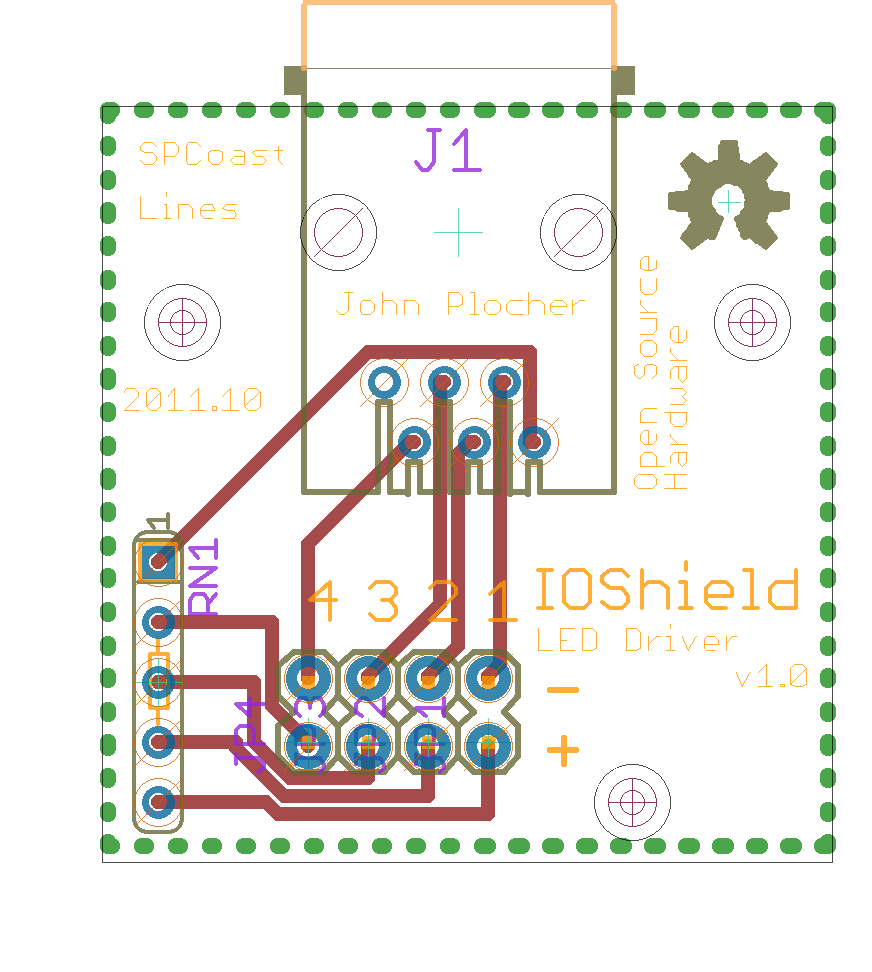 J1
SPCoast
Lines
John Plocher
Open Source
Hardware
2011.10
1
RN1
4 3 2 1
IOShield
LED Driver
v1.0
JP4 JP3 JP2 JP1
-
+